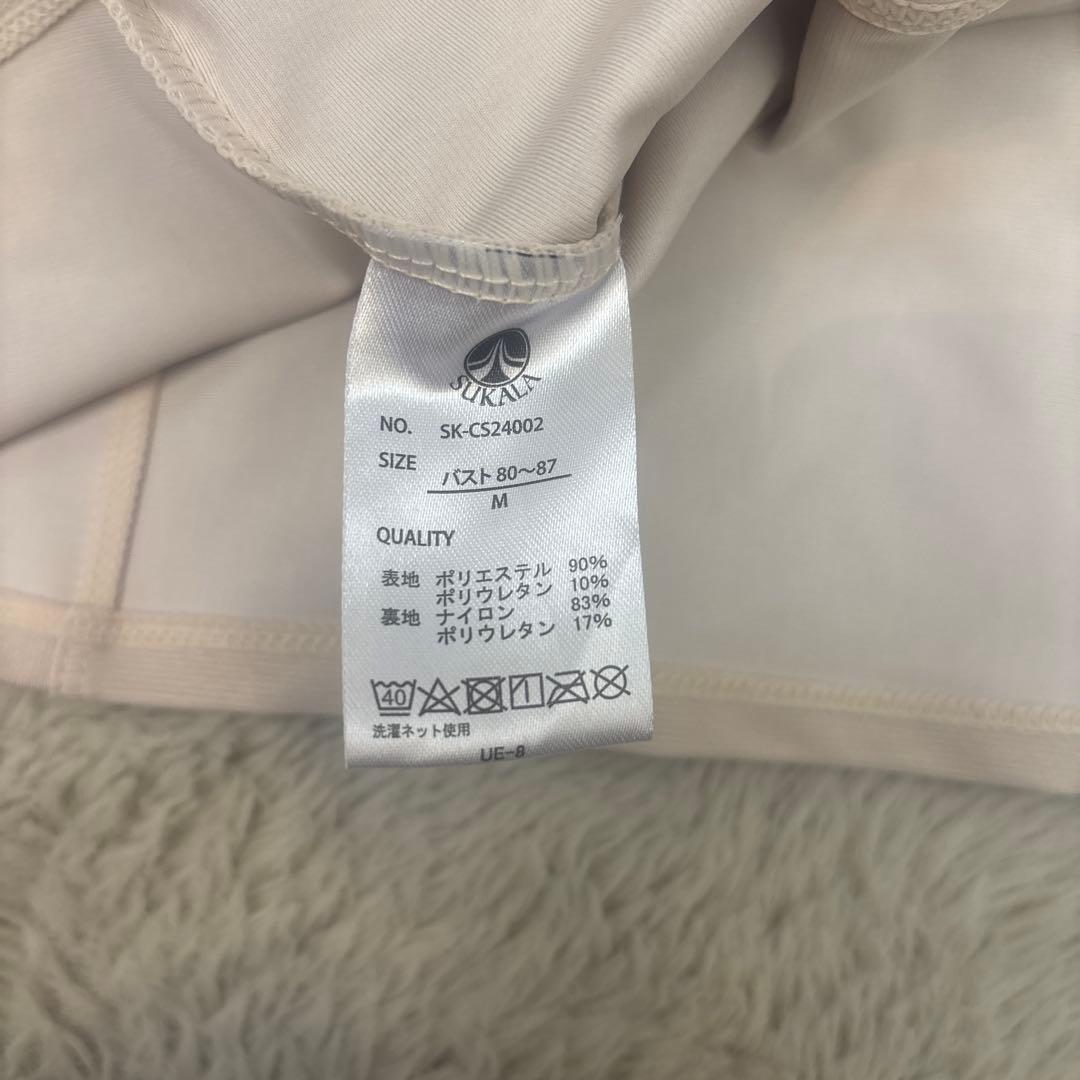 SUKALA
NO. SK-CS24002
SIZE バスト 80〜87
M
QUALITY
表地 ポリエステル 90%
ポリウレタン 10%
裏地 ナイロン 83%
ポリウレタン 17%
40
洗濯ネット使用
UE-8